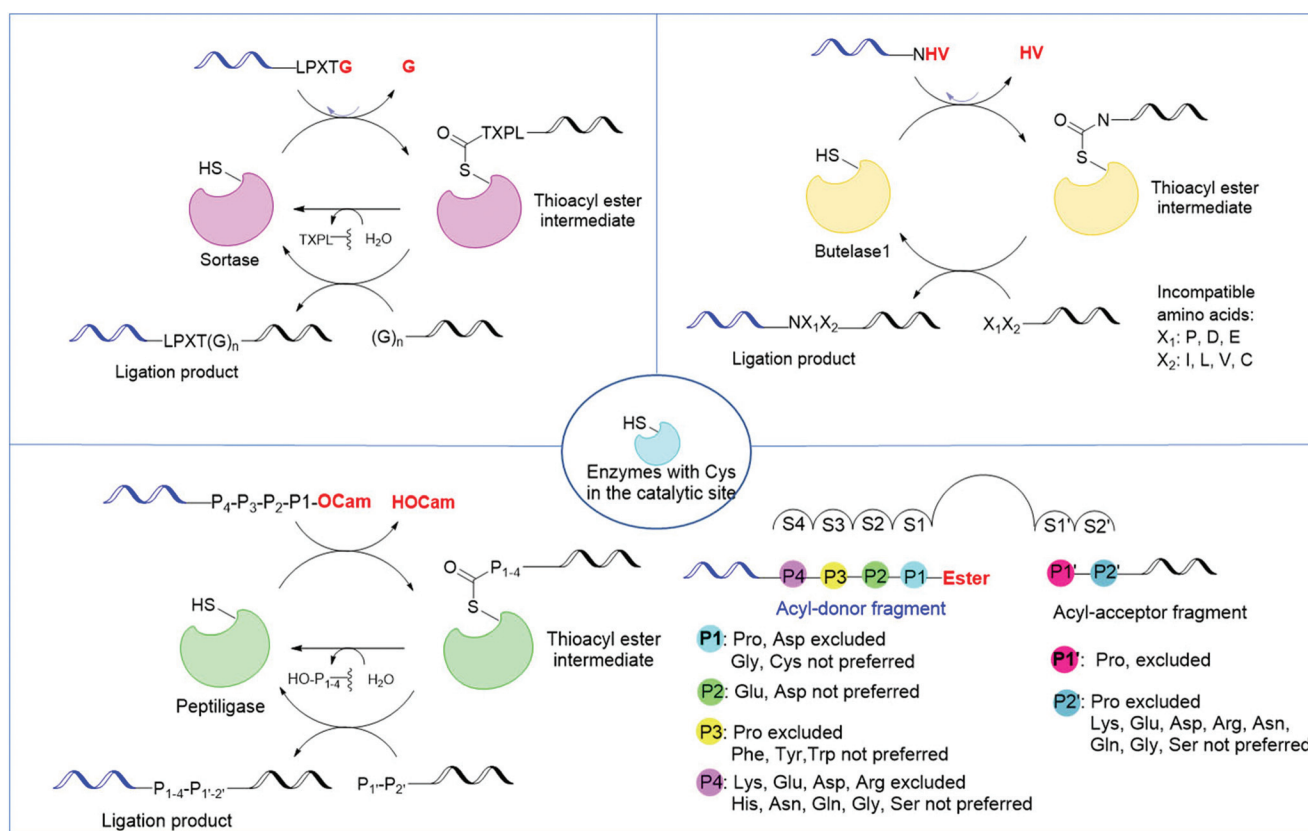 LPXTG
G
O
TXPL
S
HS
Thioacyl ester
intermediate
TXPL
H2O
Sortase
LPXT(G)n
(G)n
Ligation product
NHV
HV
O
N
S
HS
Thioacyl ester
intermediate
Butelase1
NX1X2
X1X2
Ligation product
Incompatible
amino acids:
X1: P, D, E
X2: I, L, V, C
HS
Enzymes with Cys
in the catalytic site
P4-P3-P2-P1-OCam
HOCam
O
P1-4
S
HS
Thioacyl ester
intermediate
HO-P1-4
H2O
Peptiligase
P1-4-P1'-2'
P1'-P2'
Ligation product
S4 S3 S2 S1 S1' S2'
P4 P3 P2 P1 Ester
P1' P2'
Acyl-donor fragment
Acyl-acceptor fragment
P1: Pro, Asp excluded
Gly, Cys not preferred
P2: Glu, Asp not preferred
P3: Pro excluded
Phe, Tyr,Trp not preferred
P4: Lys, Glu, Asp, Arg excluded
His, Asn, Gln, Gly, Ser not preferred
P1': Pro, excluded
P2': Pro excluded
Lys, Glu, Asp, Arg, Asn,
Gln, Gly, Ser not preferred